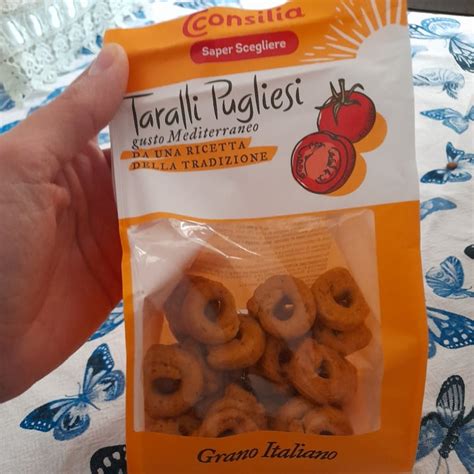 Consilia
Saper Scegliere
Taralli Pugliesi
gusto Mediterraneo
DA UNA RICETTA
DELLA TRADIZIONE
Grano Italiano